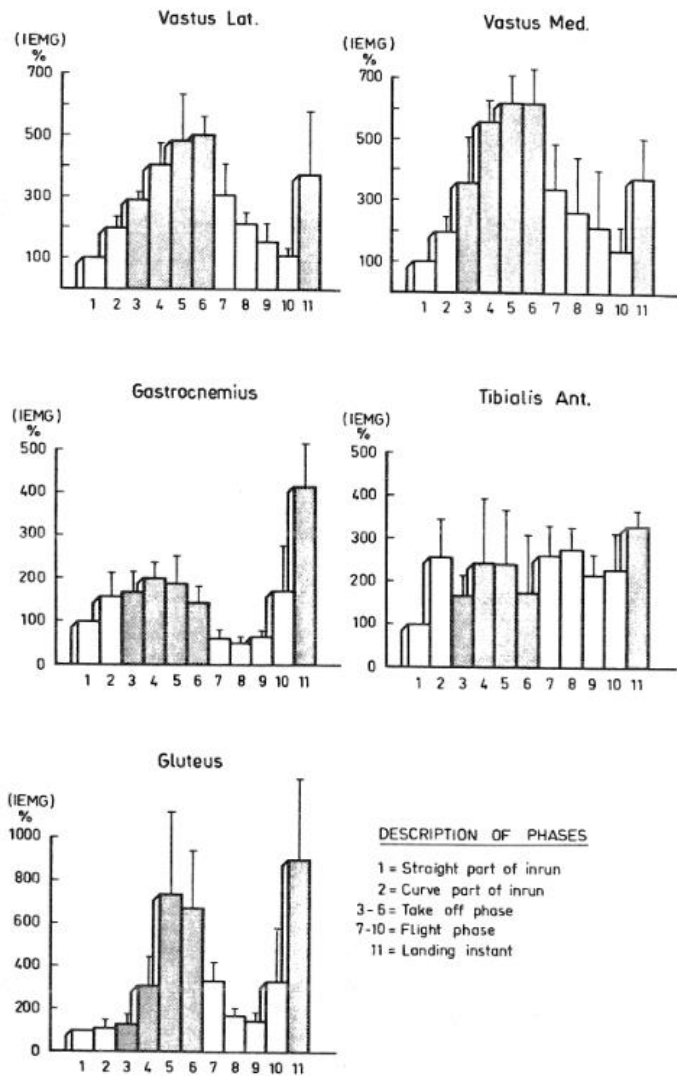 Vastus Lat.
(IEMG)
%
700
500
300
100
1 2 3 4 5 6 7 8 9 10 11
Vastus Med.
(IEMG)
%
700
500
300
100
1 2 3 4 5 6 7 8 9 10 11
Gastrocnemius
(IEMG)
%
500
400
300
200
100
0
1 2 3 4 5 6 7 8 9 10 11
Tibialis Ant.
(IEMG)
%
500
400
300
200
100
0
1 2 3 4 5 6 7 8 9 10 11
Gluteus
(IEMG)
%
1000
800
600
400
200
0
1 2 3 4 5 6 7 8 9 10 11
DESCRIPTION OF PHASES
1 = Straight part of inrun
2 = Curve part of inrun
3-6 = Take off phase
7-10 = Flight phase
11 = Landing instant